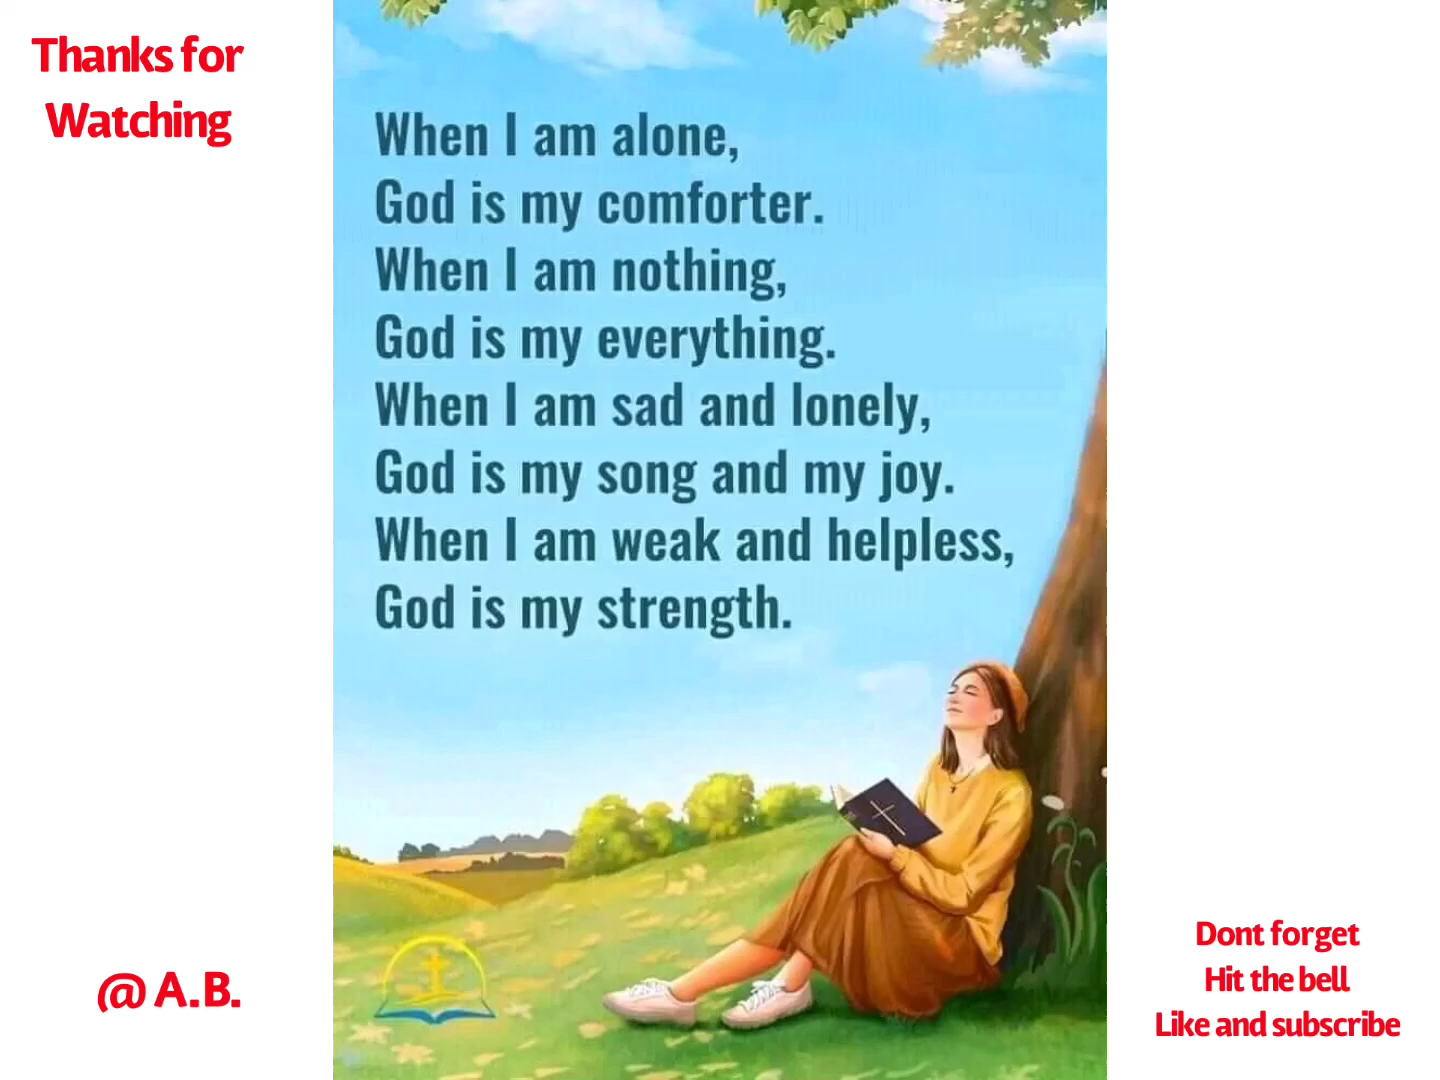 Thanks for
Watching
When I am alone,
God is my comforter.
When I am nothing,
God is my everything.
When I am sad and lonely,
God is my song and my joy.
When I am weak and helpless,
God is my strength.
@ A.B.
Dont forget
Hit the bell
Like and subscribe